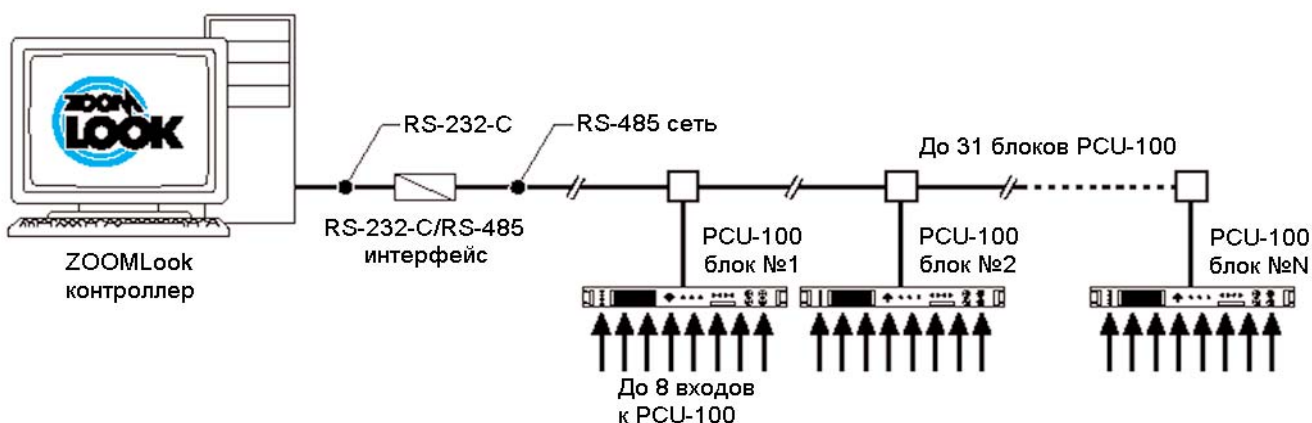 ZOOM
LOOK
RS-232-C
RS-485 сеть
До 31 блоков PCU-100
RS-232-C/RS-485
интерфейс
ZOOMLook
контроллер
PCU-100
блок №1
PCU-100
блок №2
PCU-100
блок №N
До 8 входов
к PCU-100